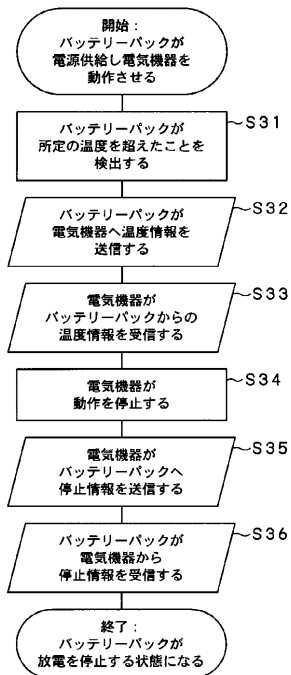 開始：
バッテリーパックが
電源供給し電気機器を
動作させる
バッテリーパックが
所定の温度を超えたことを
検出する
S31
バッテリーパックが
電気機器へ温度情報を
送信する
S32
電気機器が
バッテリーパックからの
温度情報を受信する
S33
電気機器が
動作を停止する
S34
電気機器が
バッテリーパックへ
停止情報を送信する
S35
バッテリーパックが
電気機器から
停止情報を受信する
S36
終了：
バッテリーパックが
放電を停止する状態になる